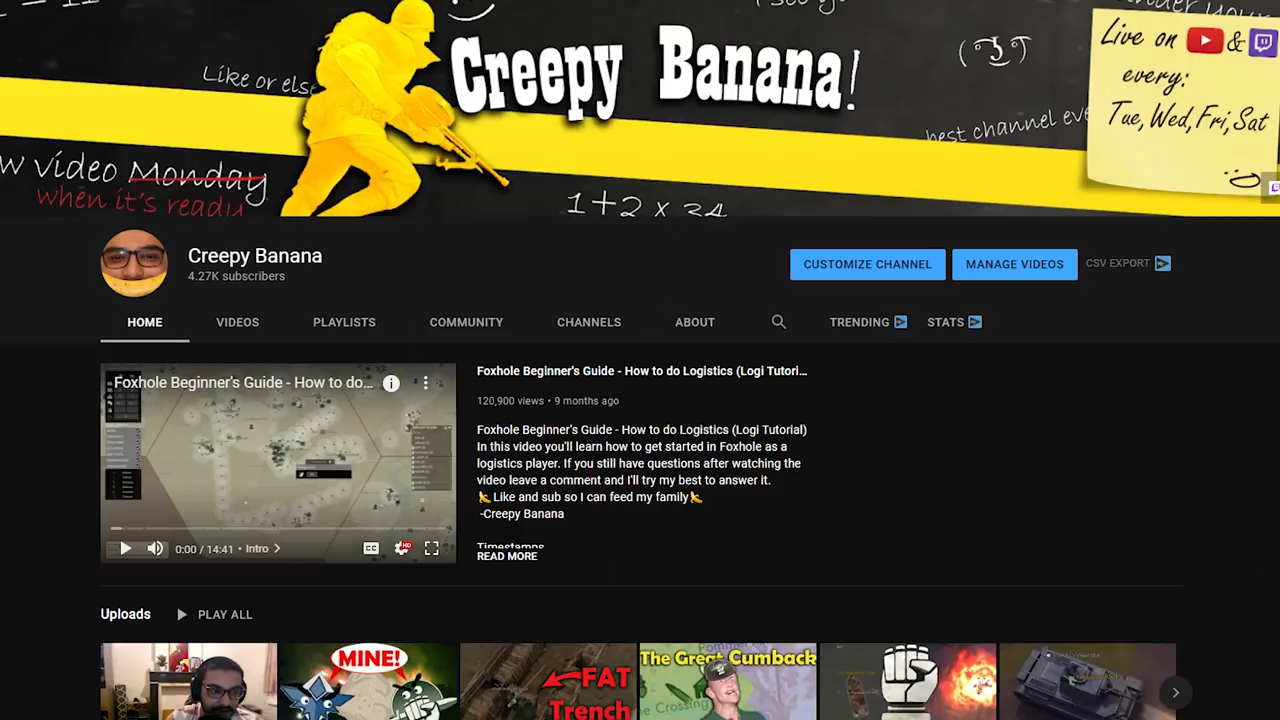 Like or else
Creepy Banana!
( ͡° ͜ʖ ͡°)
Live on &
every:
Tue, Wed, Fri, Sat
best channel eve
w video Monday
when it's ready
1+2 x 34
Creepy Banana
4.27K subscribers
CUSTOMIZE CHANNEL
MANAGE VIDEOS
CSV EXPORT
HOME
VIDEOS
PLAYLISTS
COMMUNITY
CHANNELS
ABOUT
TRENDING
STATS
Foxhole Beginner's Guide - How to do...
0:00 / 14:41 • Intro
CC
HD
Foxhole Beginner's Guide - How to do Logistics (Logi Tutori...
120,900 views • 9 months ago
Foxhole Beginner's Guide - How to do Logistics (Logi Tutorial)
In this video you'll learn how to get started in Foxhole as a
logistics player. If you still have questions after watching the
video leave a comment and I'll try my best to answer it.
Like and sub so I can feed my family
-Creepy Banana
Timestamps
READ MORE
Uploads
PLAY ALL
MINE!
FAT
Trench
The Great Cumback